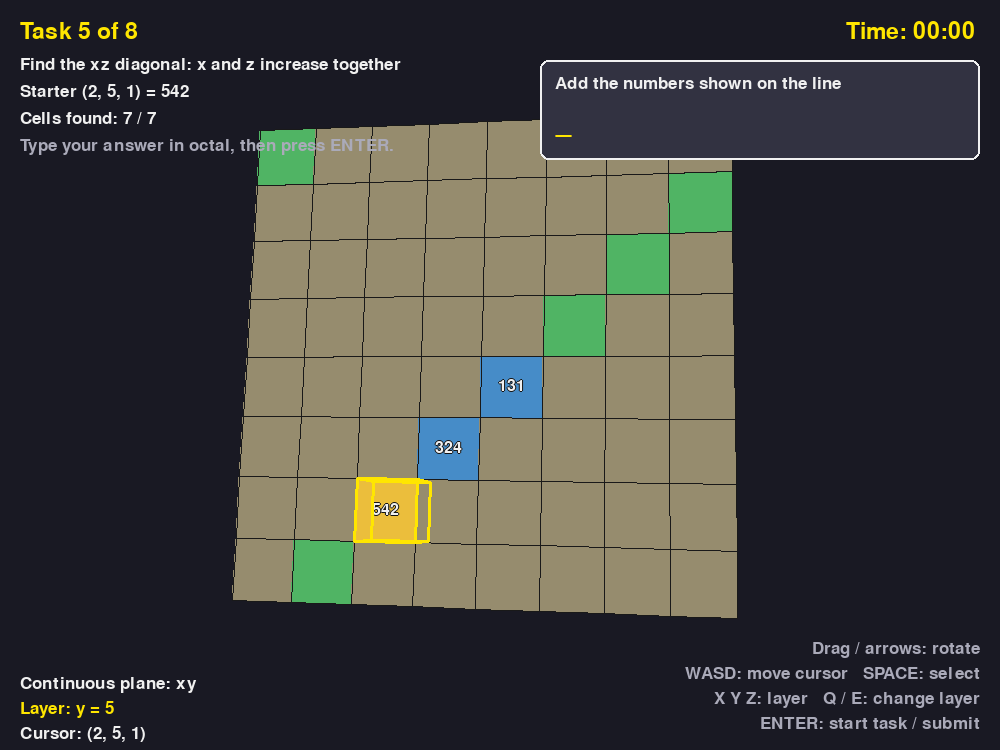 Task 5 of 8
Time: 00:00
Find the xz diagonal: x and z increase together
Starter (2, 5, 1) = 542
Cells found: 7 / 7
Type your answer in octal, then press ENTER.
Add the numbers shown on the line
_
131
324
542
Drag / arrows: rotate
WASD: move cursor SPACE: select
X Y Z: layer Q / E: change layer
ENTER: start task / submit
Continuous plane: xy
Layer: y = 5
Cursor: (2, 5, 1)